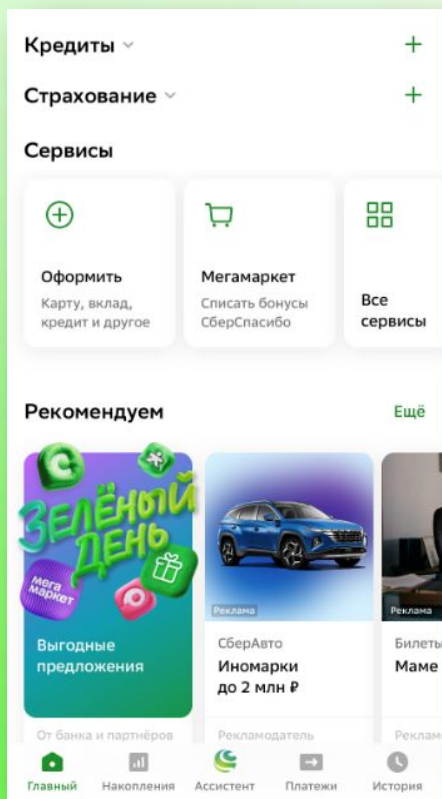 Кредиты
Страхование
Сервисы
Оформить
Карту, вклад,
кредит и другое
Мегамаркет
Списать бонусы
СберСпасибо
Все
сервисы
Рекомендуем
Ещё
ЗЕЛЁНЫЙ
ДЕНЬ
Мега
маркет
Выгодные
предложения
От банка и партнёров
Реклама
СберАвто
Иномарки
до 2 млн ₽
Рекламодатель
Реклама
Билеты
Маме
Реклам
Главный
Накопления
Ассистент
Платежи
История